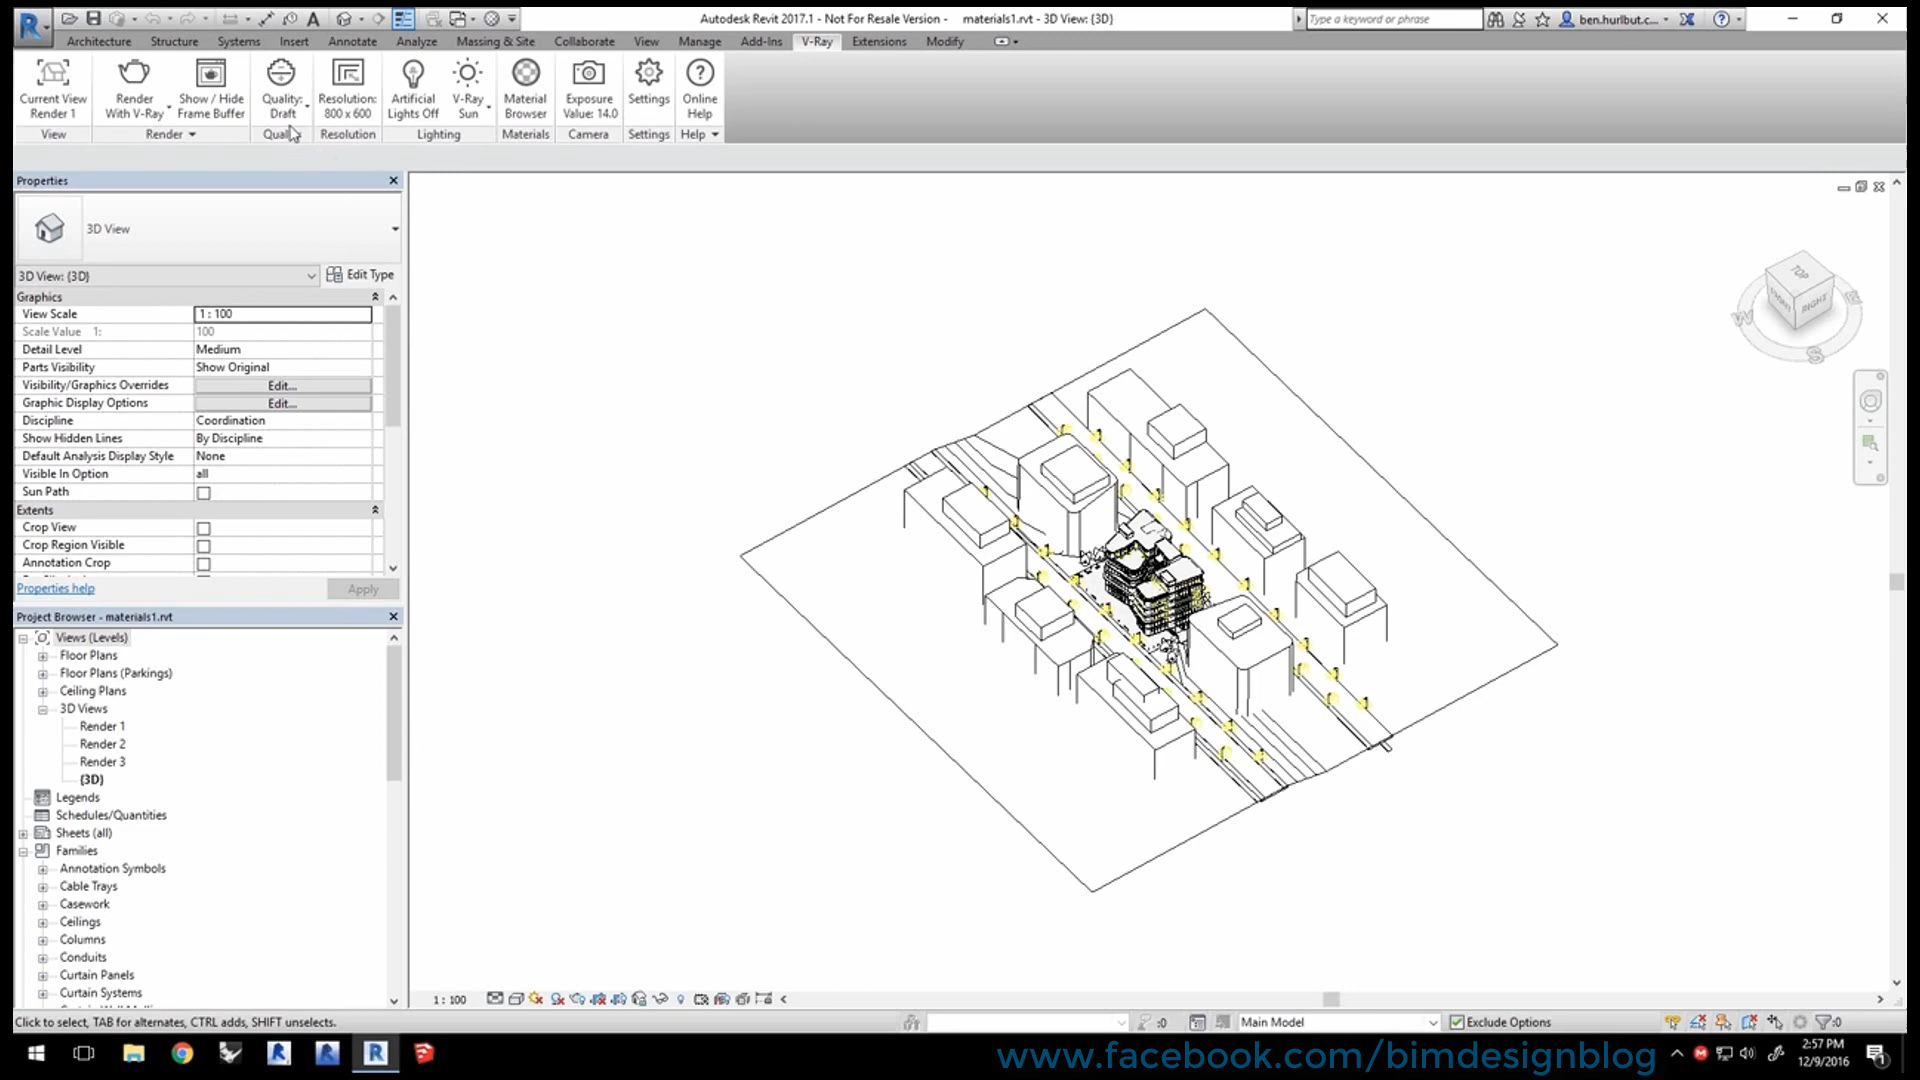 Autodesk Revit 2017.1 - Not For Resale Version -    materials1.rvt - 3D View: {3D}
Type a keyword or phrase
ben.hurlbut.c...
Architecture Structure Systems Insert Annotate Analyze Massing & Site Collaborate View Manage Add-Ins V-Ray Extensions Modify
Current View Render 1
Render With V-Ray
Show / Hide Frame Buffer
Quality: Draft
Resolution: 800 x 600
Artificial Lights Off
V-Ray Sun
Material Browser
Exposure Value: 14.0
Settings
Online Help
View Render Resolution Lighting Materials Camera Settings Help
Properties
3D View
3D View: {3D}
Edit Type
Graphics
View Scale 1 : 100
Scale Value 1: 100
Detail Level Medium
Parts Visibility Show Original
Visibility/Graphics Overrides Edit...
Graphic Display Options Edit...
Discipline Coordination
Show Hidden Lines By Discipline
Default Analysis Display Style None
Visible In Option all
Sun Path
Extents
Crop View
Crop Region Visible
Annotation Crop
Properties help Apply
Project Browser - materials1.rvt
Views (Levels)
Floor Plans
Floor Plans (Parkings)
Ceiling Plans
3D Views
Render 1
Render 2
Render 3
{3D}
Legends
Schedules/Quantities
Sheets (all)
Families
Annotation Symbols
Cable Trays
Casework
Ceilings
Columns
Conduits
Curtain Panels
Curtain Systems
TOP
RIGHT
W
E
S
1 : 100
Click to select, TAB for alternates, CTRL adds, SHIFT unselects.
:0
Main Model
Exclude Options
:0
www.facebook.com/bimdesignblog
2:57 PM
12/9/2016
1